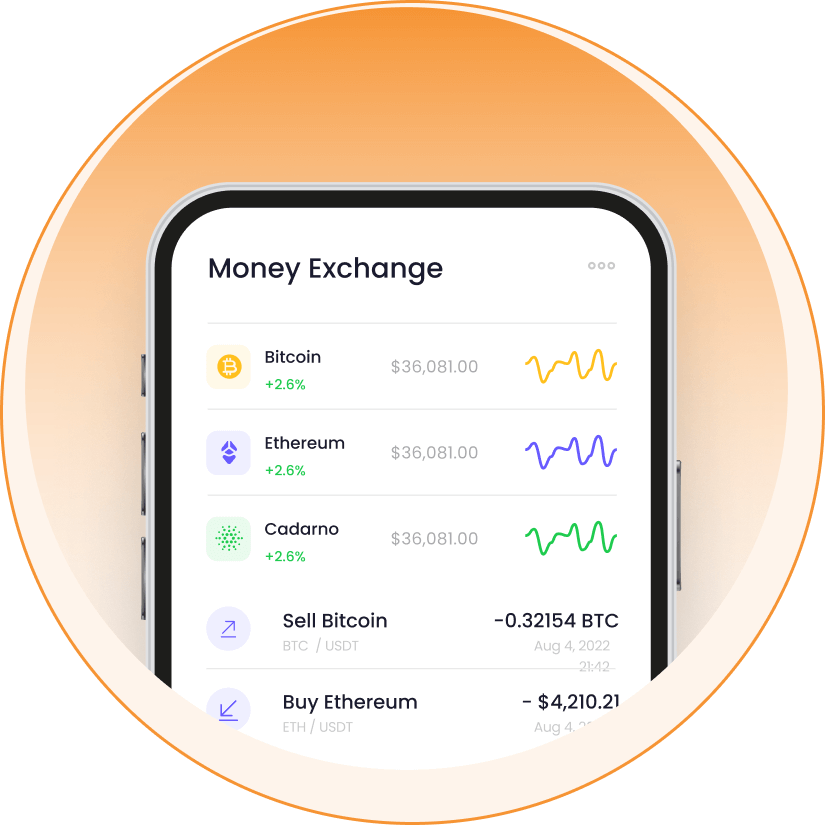 Money Exchange
Bitcoin
$36,081.00
+2.6%
Ethereum
$36,081.00
+2.6%
Cadarno
$36,081.00
+2.6%
Sell Bitcoin
-0.32154 BTC
BTC / USDT
Aug 4, 2022
21:42
Buy Ethereum
- $4,210.21
ETH / USDT
Aug 4,